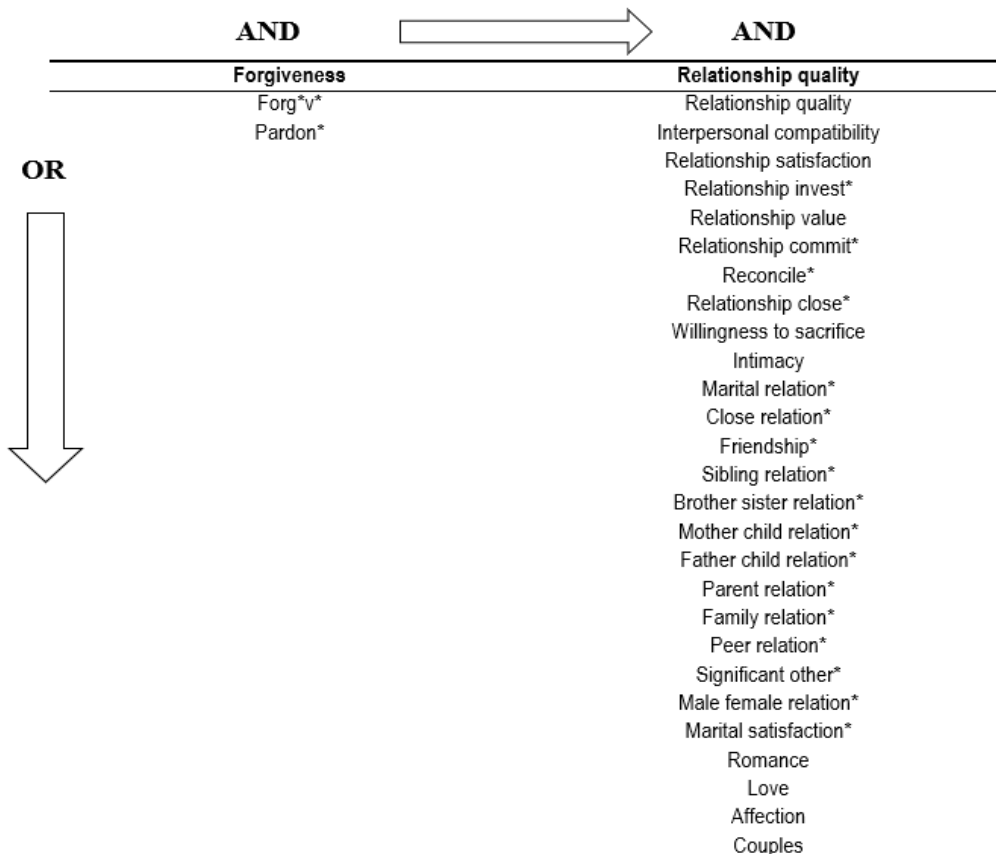 AND AND
Forgiveness Relationship quality
Forg*v* Relationship quality
Pardon* Interpersonal compatibility
OR
Relationship satisfaction
Relationship invest*
Relationship value
Relationship commit*
Reconcile*
Relationship close*
Willingness to sacrifice
Intimacy
Marital relation*
Close relation*
Friendship*
Sibling relation*
Brother sister relation*
Mother child relation*
Father child relation*
Parent relation*
Family relation*
Peer relation*
Significant other*
Male female relation*
Marital satisfaction*
Romance
Love
Affection
Couples